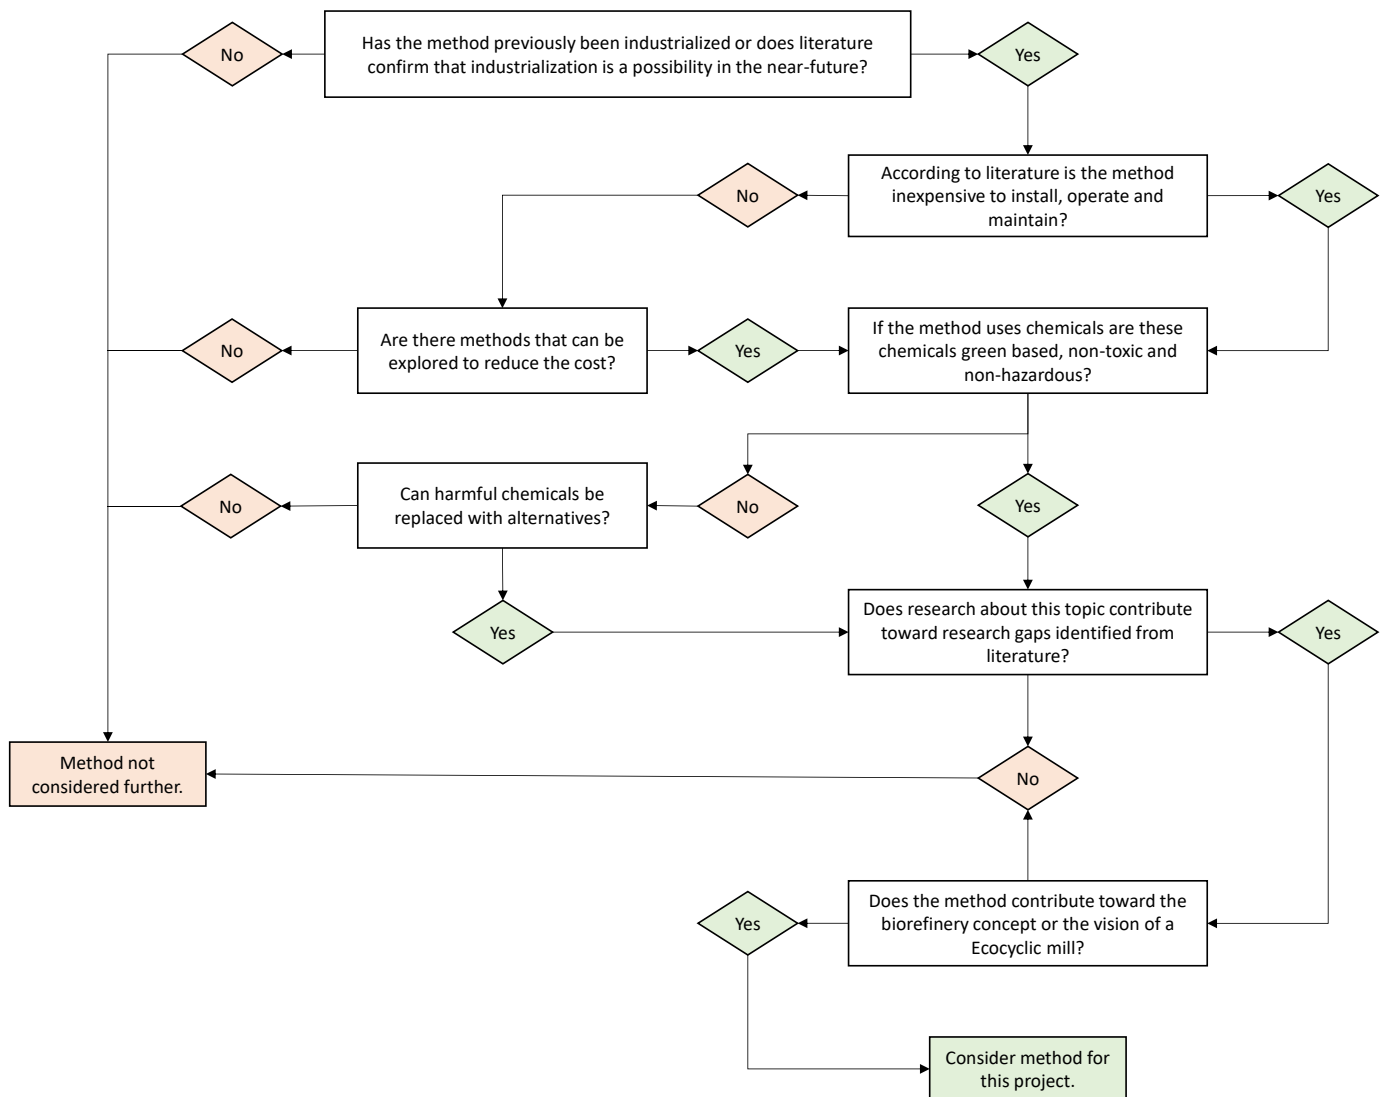 No
Has the method previously been industrialized or does literature
confirm that industrialization is a possibility in the near-future?
Yes
No
According to literature is the method
inexpensive to install, operate and
maintain?
Yes
No
Are there methods that can be
explored to reduce the cost?
Yes
If the method uses chemicals are these
chemicals green based, non-toxic and
non-hazardous?
No
Can harmful chemicals be
replaced with alternatives?
No
Yes
Yes
Does research about this topic contribute
toward research gaps identified from
literature?
Yes
Method not
considered further.
No
Yes
Does the method contribute toward the
biorefinery concept or the vision of a
Ecocyclic mill?
Consider method for
this project.